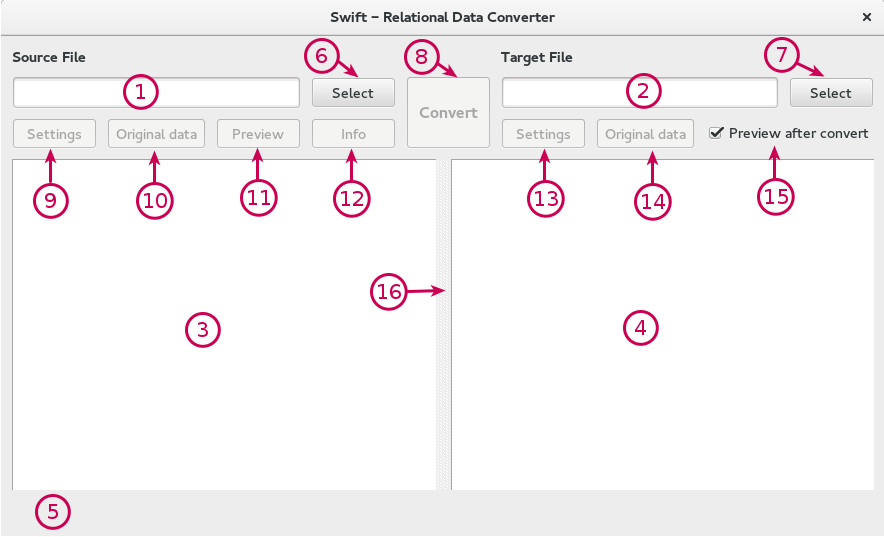 Swift – Relational Data Converter ×
Source File 6 8 Target File 7
1 Select Convert 2 Select
Settings Original data Preview Info Settings Original data Preview after convert
9 10 11 12 13 14 15
16
3 4
5